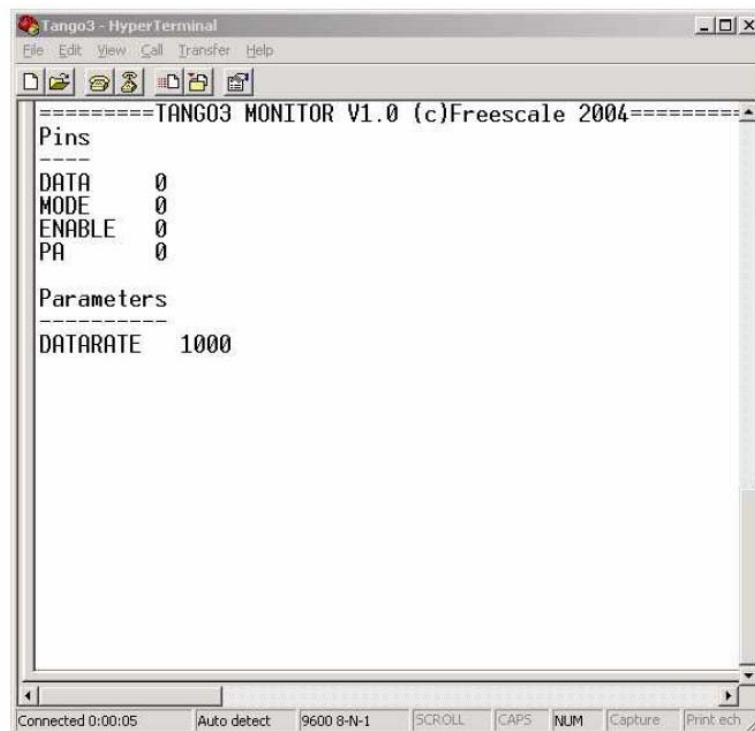 Tango3 - HyperTerminal
File Edit View Call Transfer Help
=========TANGO3 MONITOR V1.0 (c)Freescale 2004=========
Pins
----
DATA 0
MODE 0
ENABLE 0
PA 0
Parameters
----------
DATARATE 1000
Connected 0:00:05 Auto detect 9600 8-N-1 SCROLL CAPS NUM Capture Print ech